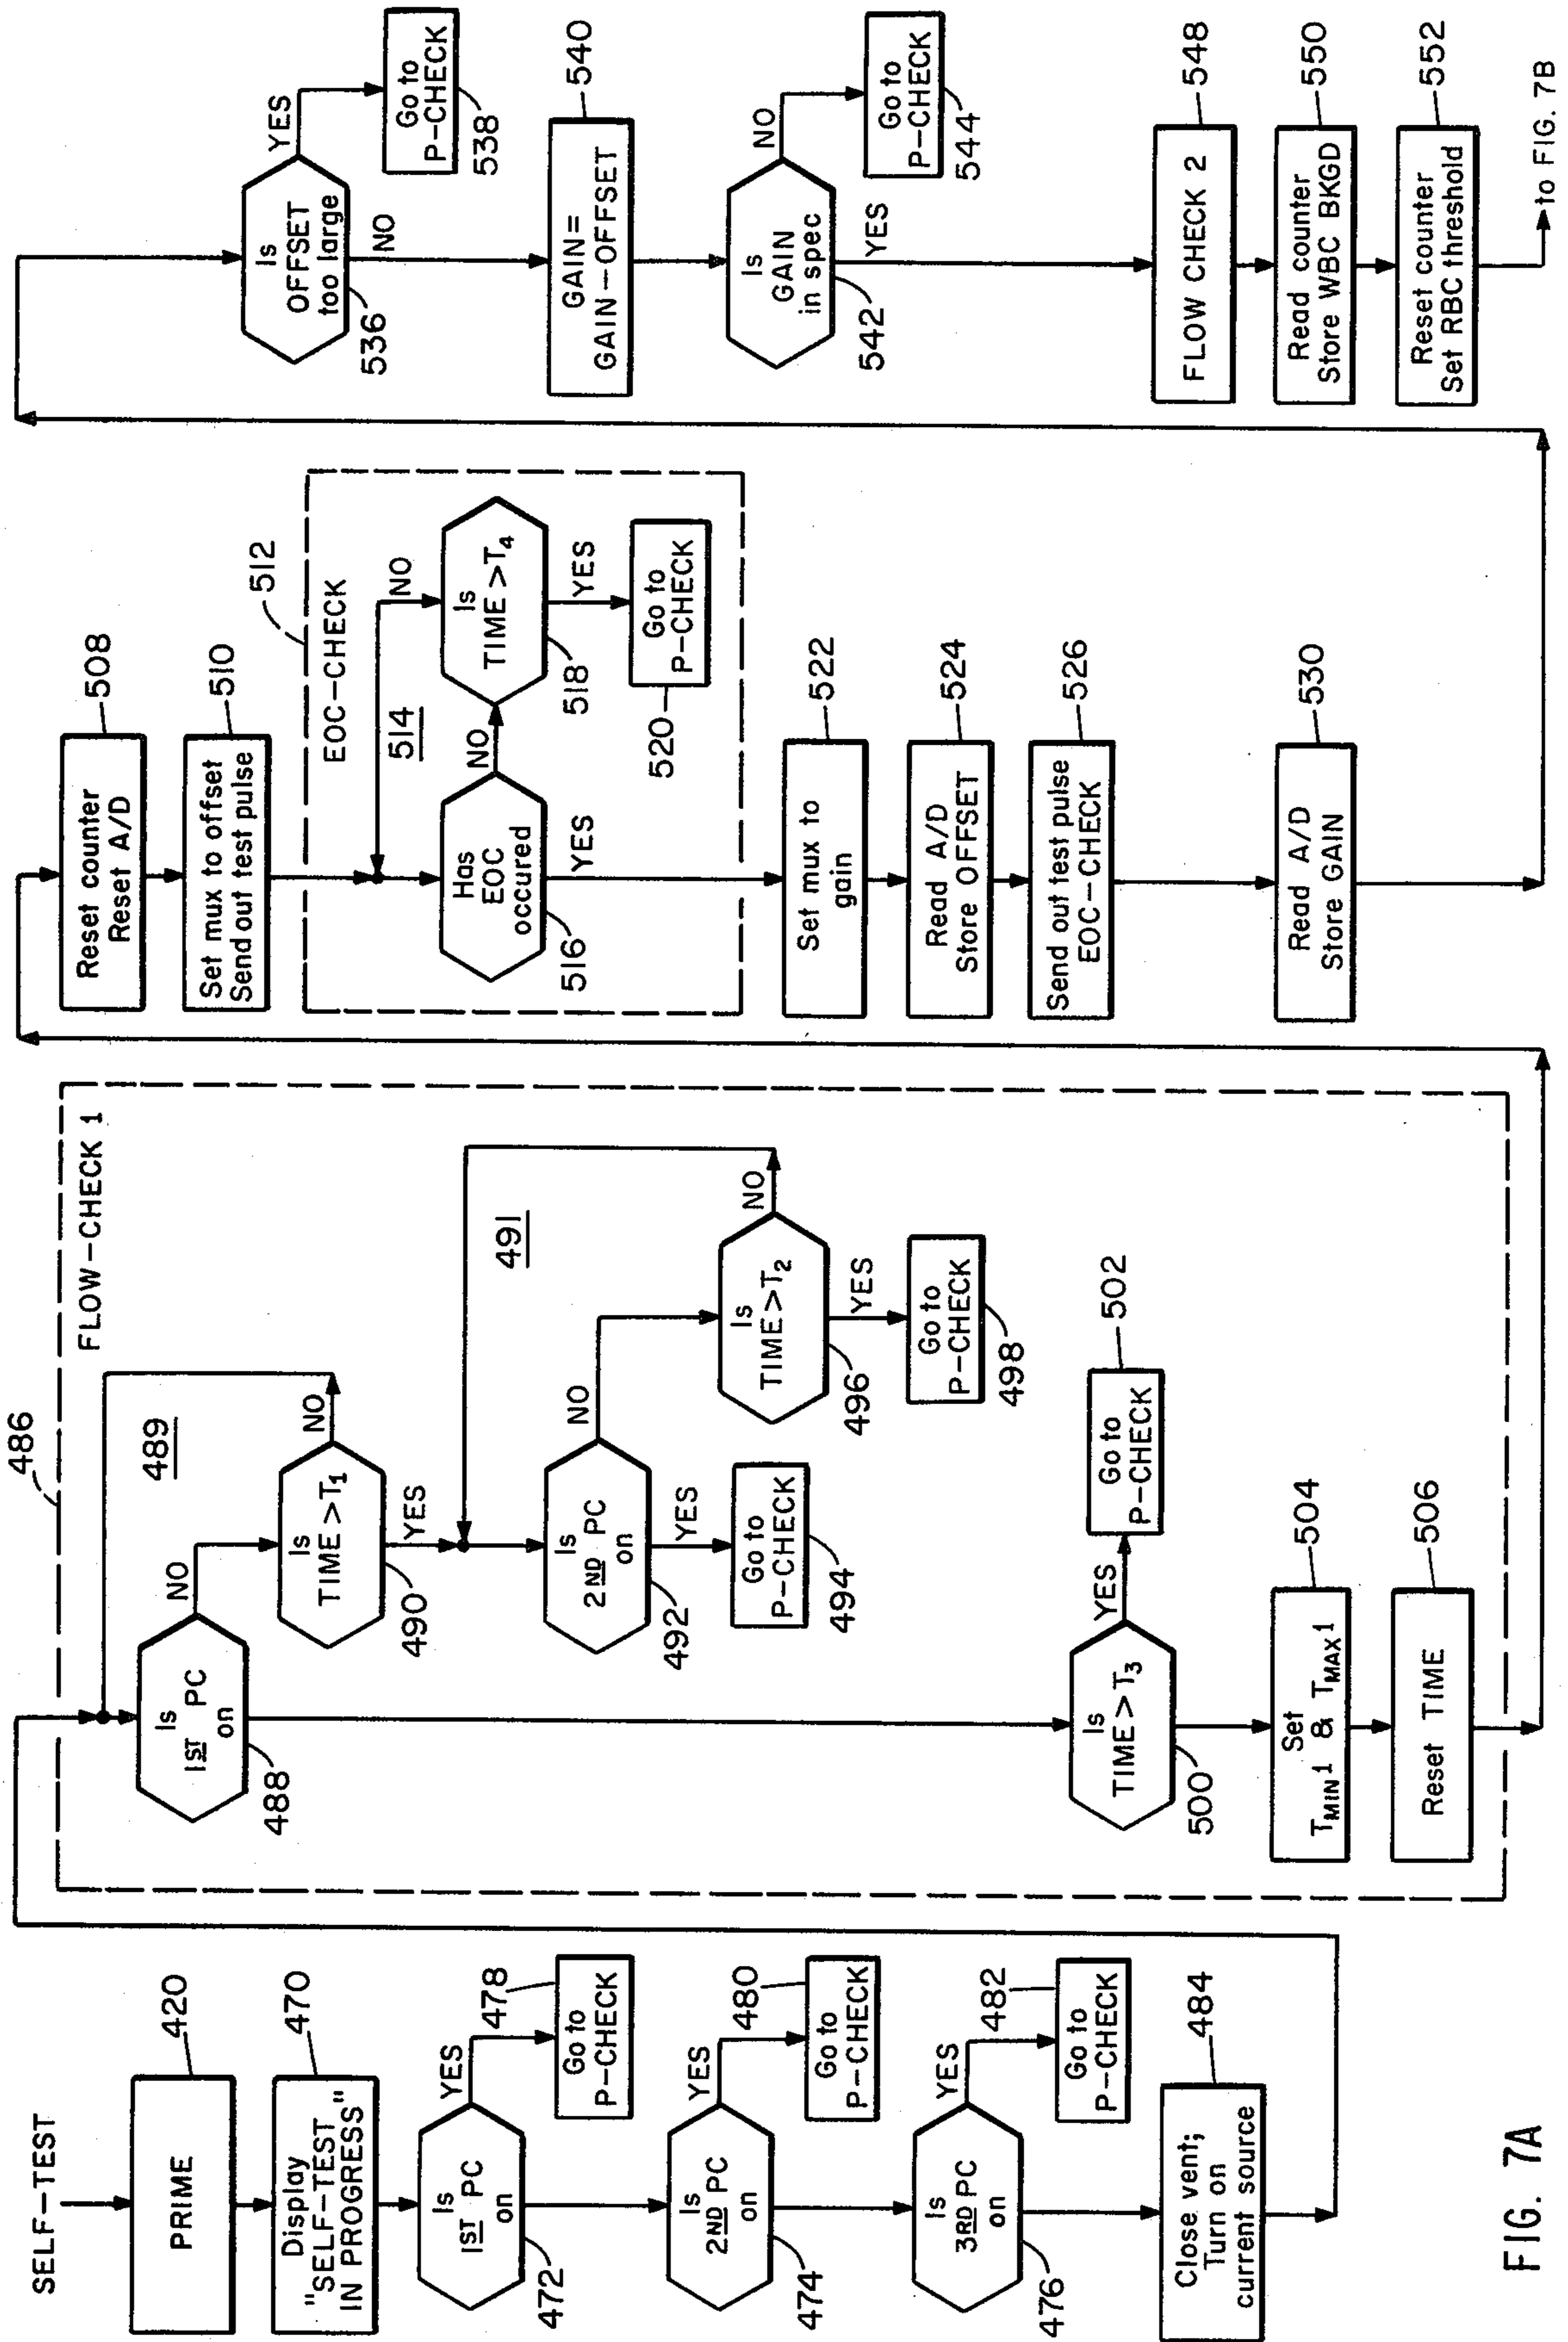 SELF-TEST
PRIME
420
Display
"SELF-TEST
IN PROGRESS"
470
Is
1ST PC
on
472
YES
Go to
P-CHECK
478
Is
2ND PC
on
474
YES
Go to
P-CHECK
480
Is
3RD PC
on
476
YES
Go to
P-CHECK
482
Close vent;
Turn on
current source
484
486
FLOW-CHECK 1
Is
1ST PC
on
488
NO
489
Is
TIME > T1
490
NO
YES
491
Is
2ND PC
on
492
NO
YES
Go to
P-CHECK
494
Is
TIME > T2
496
NO
YES
Go to
P-CHECK
498
Is
TIME > T3
500
YES
Go to
P-CHECK
502
Set
TMIN1 & TMAX1
504
Reset TIME
506
Reset counter
Reset A/D
508
Set mux to offset
Send out test pulse
510
512
EOC-CHECK
514
Has
EOC
occured
516
NO
YES
Is
TIME > T4
518
NO
YES
Go to
P-CHECK
520
Set mux to
gain
522
Read A/D
Store OFFSET
524
Send out test pulse
EOC-CHECK
526
Read A/D
Store GAIN
530
Is
OFFSET
too large
536
YES
NO
Go to
P-CHECK
538
GAIN=
GAIN-OFFSET
540
Is
GAIN
in spec
542
NO
YES
Go to
P-CHECK
544
FLOW CHECK 2
548
Read counter
Store WBC BKGD
550
Reset counter
Set RBC threshold
552
to FIG. 7B
FIG. 7A